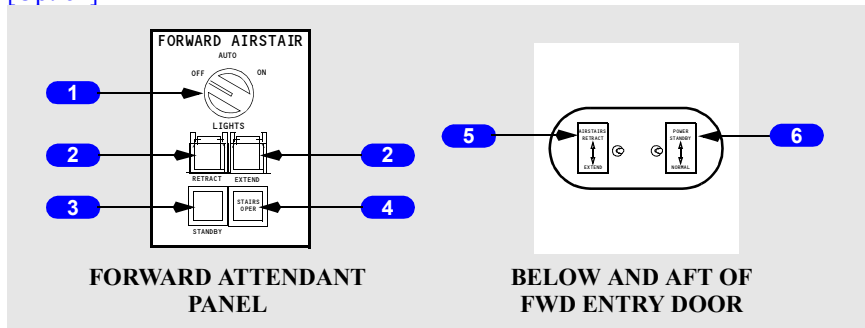 [Option]
FORWARD AIRSTAIR
AUTO
OFF ON
1
LIGHTS
2 2
RETRACT EXTEND
3 STAIRS OPER 4
STANDBY
FORWARD ATTENDANT
PANEL
5 AIRSTAIRS POWER 6
RETRACT STANDBY
EXTEND NORMAL
BELOW AND AFT OF
FWD ENTRY DOOR